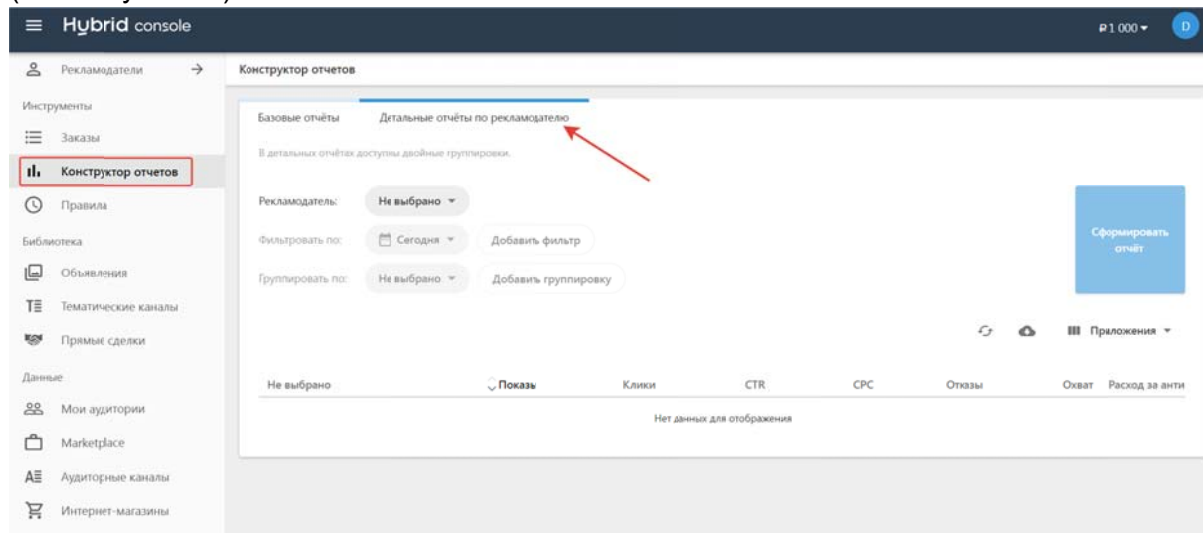 Hybrid console
₽1 000
D
Рекламодатели
Инструменты
Заказы
Конструктор отчетов
Правила
Библиотека
Объявления
Тематические каналы
Прямые сделки
Данные
Мои аудитории
Marketplace
Аудиторные каналы
Интернет-магазины
Конструктор отчетов
Базовые отчёты Детальные отчёты по рекламодателю
В детальных отчётах доступны двойные группировки.
Рекламодатель: Не выбрано
Фильтровать по: Сегодня Добавить фильтр
Группировать по: Не выбрано Добавить группировку
Сформировать
отчёт
Приложения
Не выбрано Показы Клики CTR CPC Отказы Охват Расход за анти
Нет данных для отображения